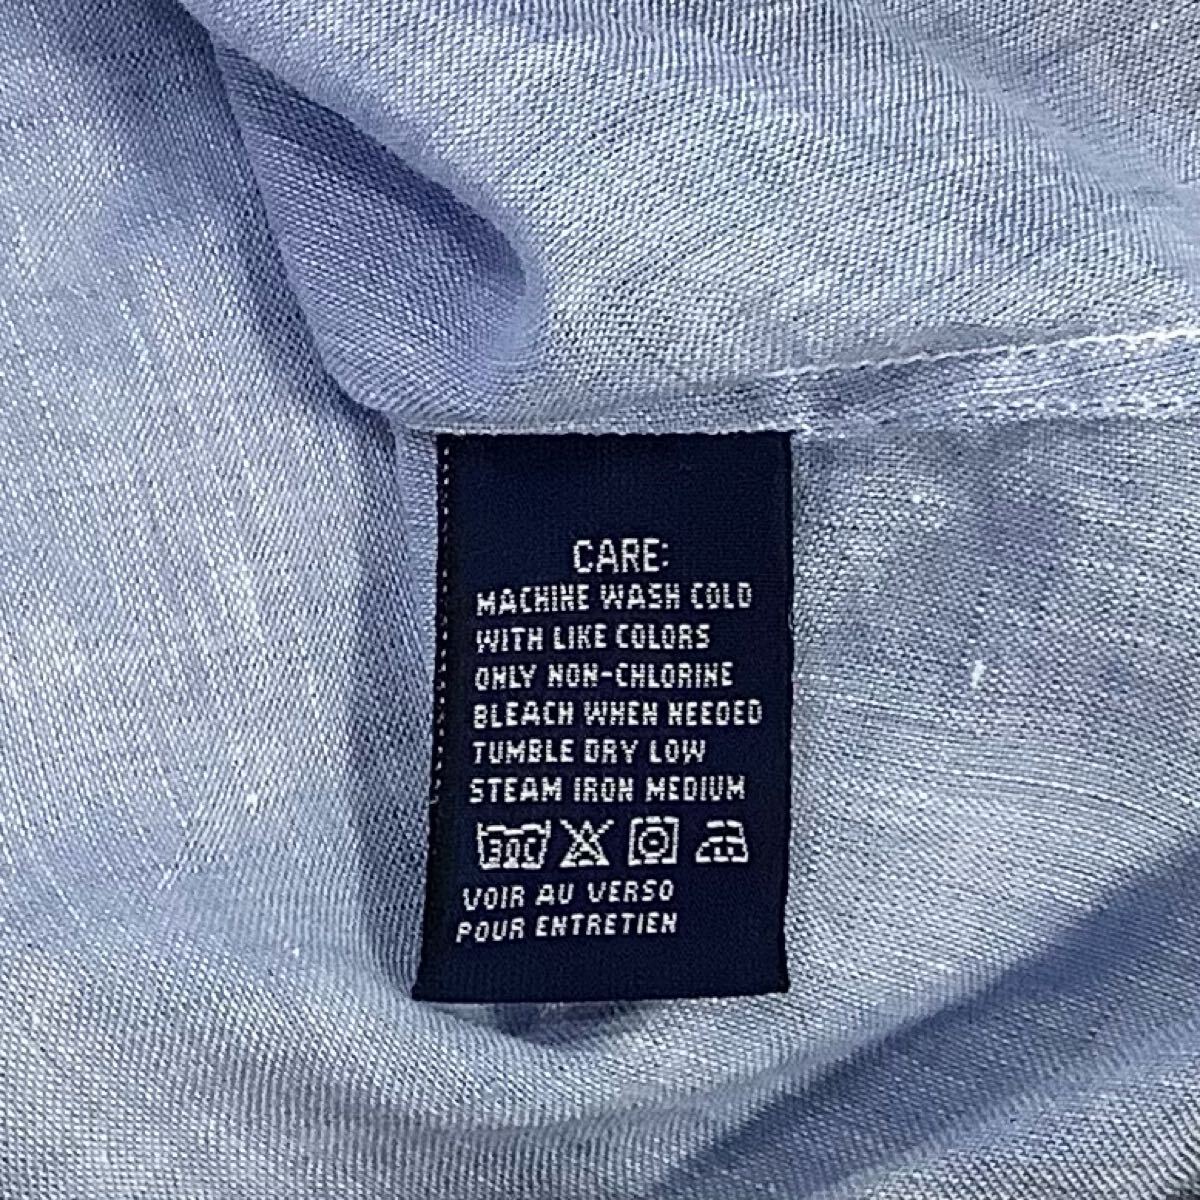 CARE:
MACHINE WASH COLD
WITH LIKE COLORS
ONLY NON-CHLORINE
BLEACH WHEN NEEDED
TUMBLE DRY LOW
STEAM IRON MEDIUM
30C
VOIR AU VERSO
POUR ENTRETIEN